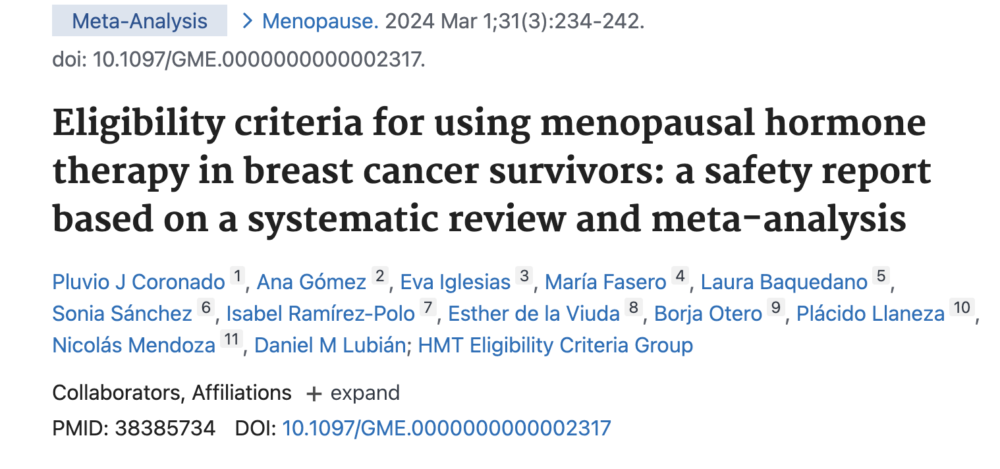 Meta-Analysis > Menopause. 2024 Mar 1;31(3):234-242.
doi: 10.1097/GME.0000000000002317.
Eligibility criteria for using menopausal hormone
therapy in breast cancer survivors: a safety report
based on a systematic review and meta-analysis
Pluvio J Coronado 1, Ana Gómez 2, Eva Iglesias 3, María Fasero 4, Laura Baquedano 5,
Sonia Sánchez 6, Isabel Ramírez-Polo 7, Esther de la Viuda 8, Borja Otero 9, Plácido Llaneza 10,
Nicolás Mendoza 11, Daniel M Lubián; HMT Eligibility Criteria Group
Collaborators, Affiliations + expand
PMID: 38385734 DOI: 10.1097/GME.0000000000002317